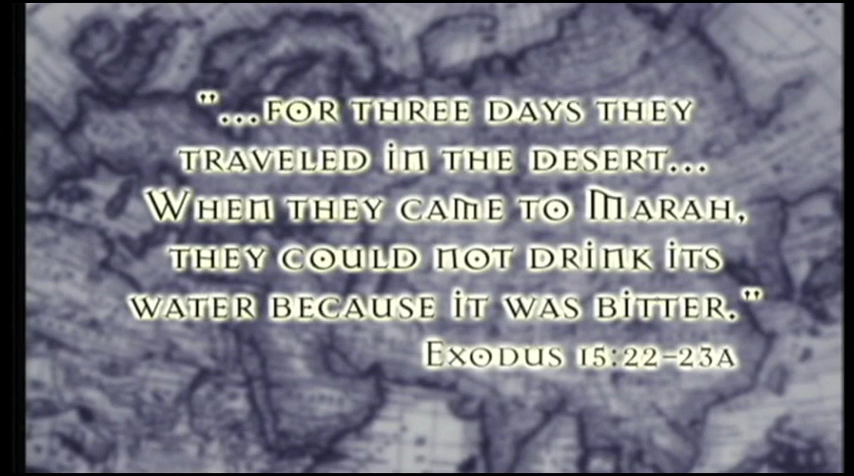 "...for three days they
traveled in the desert...
When they came to Marah,
they could not drink its
water because it was bitter."
Exodus 15:22-23a